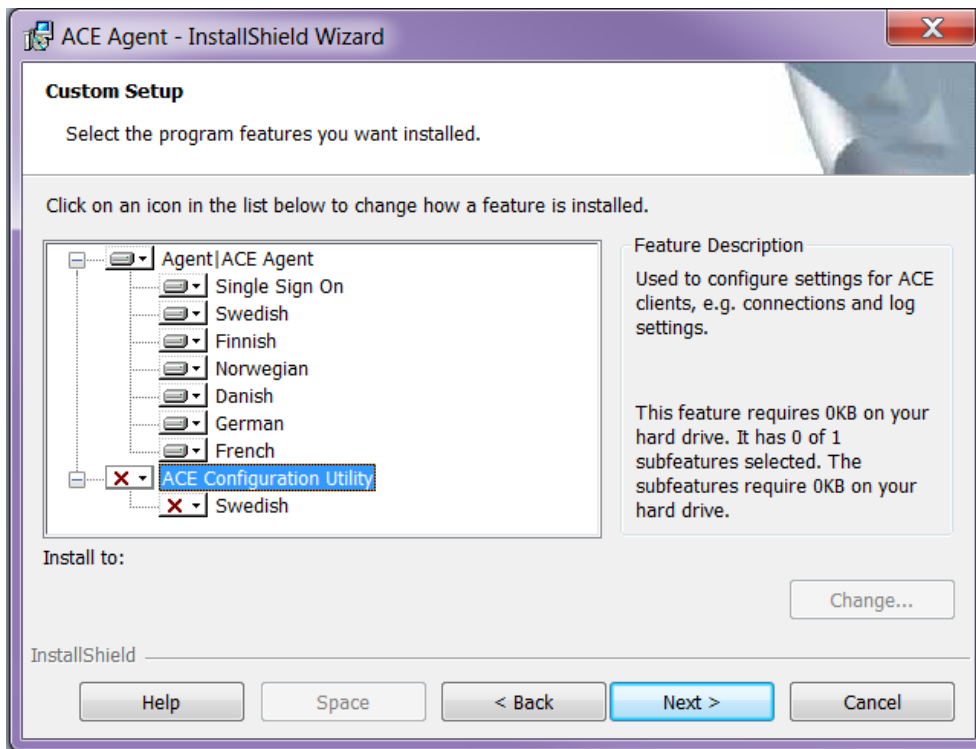 ACE Agent - InstallShield Wizard
Custom Setup
Select the program features you want installed.
Click on an icon in the list below to change how a feature is installed.
Agent|ACE Agent
Single Sign On
Swedish
Finnish
Norwegian
Danish
German
French
ACE Configuration Utility
Swedish
Feature Description
Used to configure settings for ACE
clients, e.g. connections and log
settings.
This feature requires 0KB on your
hard drive. It has 0 of 1
subfeatures selected. The
subfeatures require 0KB on your
hard drive.
Install to:
Change...
InstallShield
Help
Space
< Back
Next >
Cancel